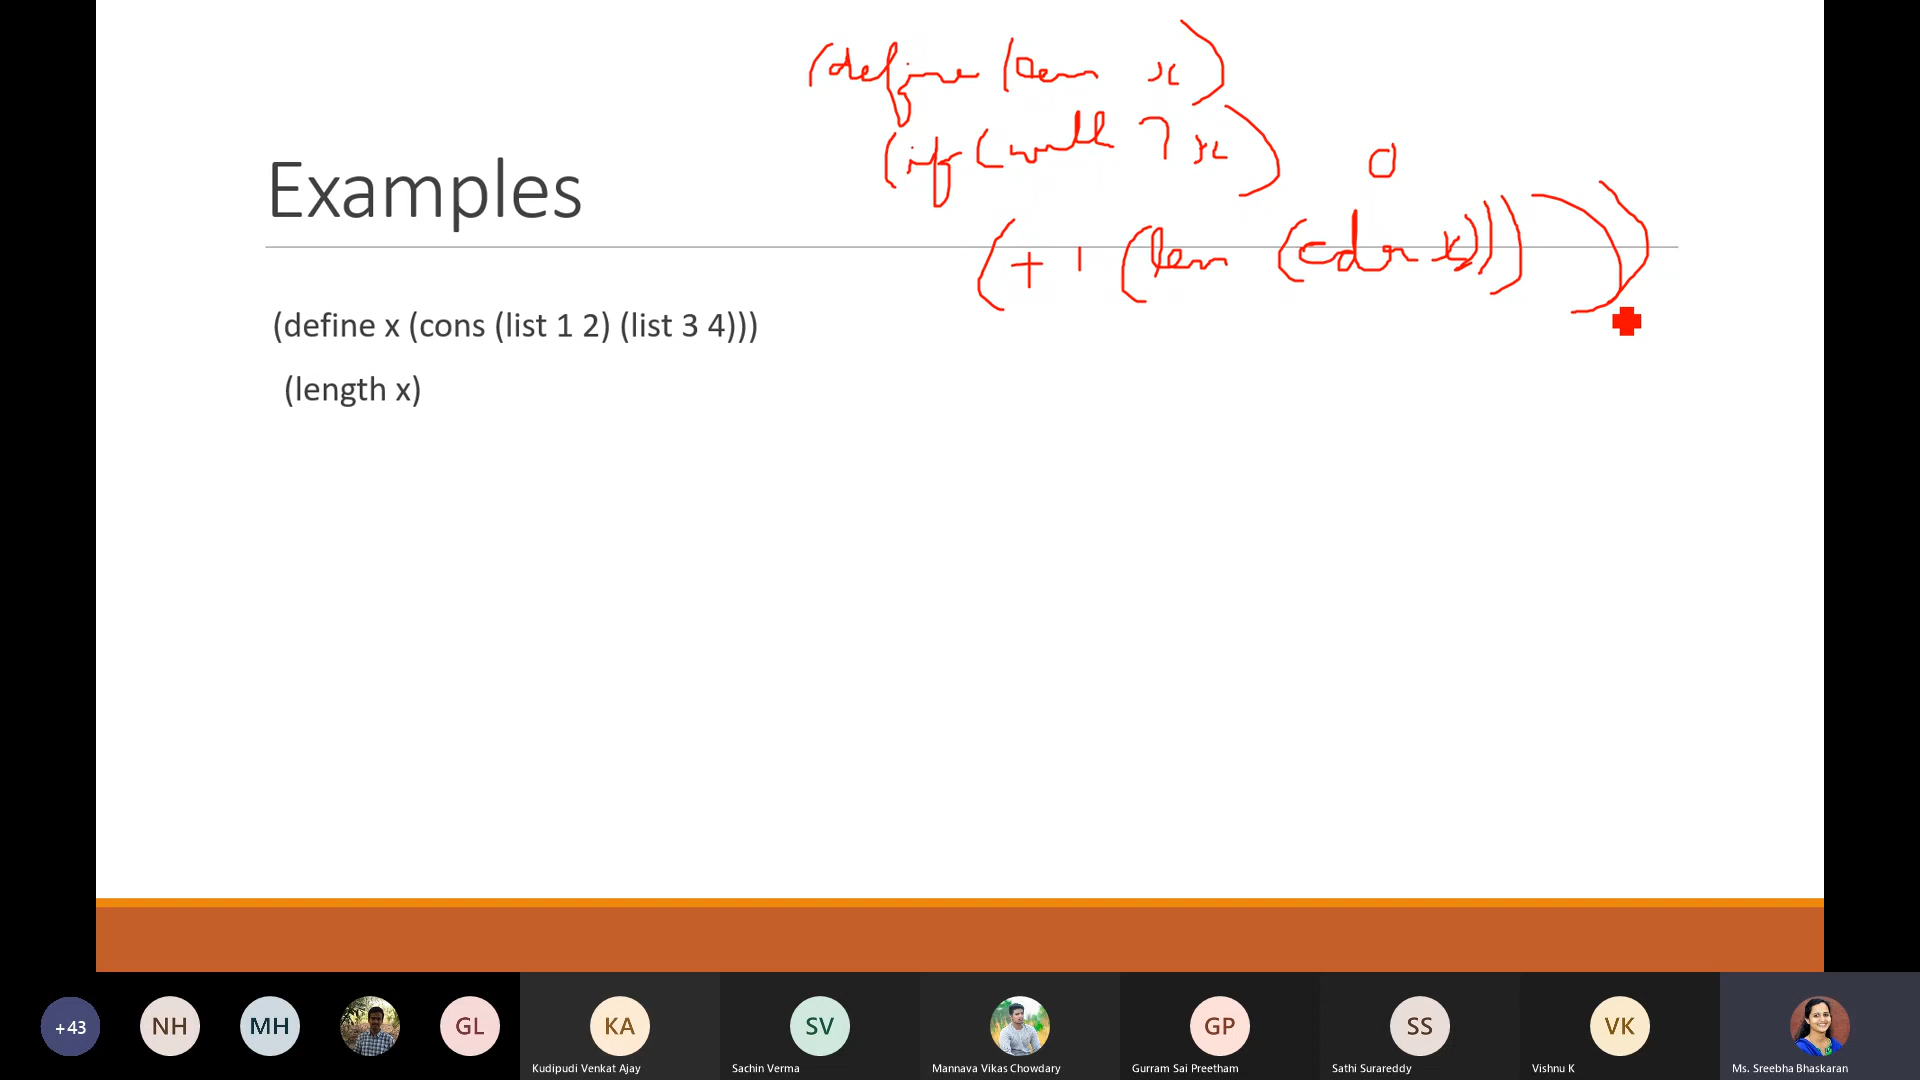 (define (len x)
(if (null ? x) 0
(+ 1 (len (cdr x)))))
Examples
(define x (cons (list 1 2) (list 3 4)))
(length x)
+43
NH
MH
GL
KA
Kudipudi Venkat Ajay
SV
Sachin Verma
Mannava Vikas Chowdary
GP
Gurram Sai Preetham
SS
Sathi Surareddy
VK
Vishnu K
Ms. Sreebha Bhaskaran